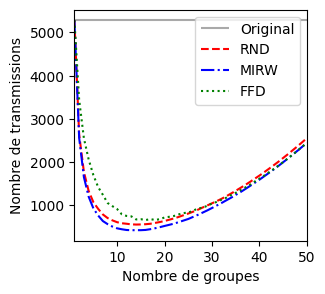 Nombre de transmissions
5000
4000
3000
2000
1000
Original
RND
MIRW
FFD
10
20
30
40
50
Nombre de groupes